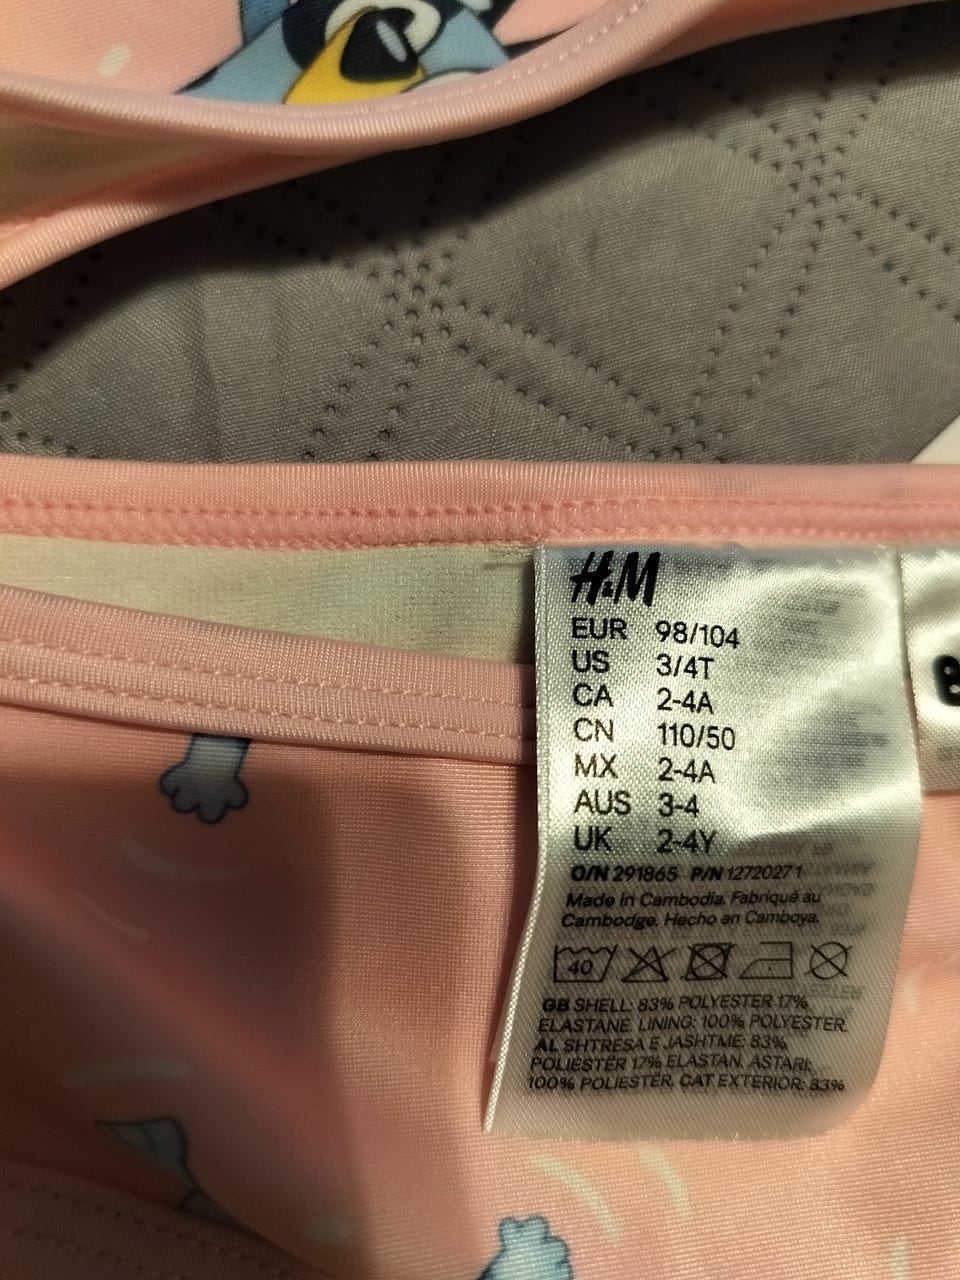 H&M
EUR 98/104
US 3/4T
CA 2-4A
CN 110/50
MX 2-4A
AUS 3-4
UK 2-4Y
O/N 291865 P/N 12720271
Made in Cambodia. Fabriqué au
Cambodge. Hecho en Camboya.
40
GB SHELL: 83% POLYESTER 17%
ELASTANE. LINING: 100% POLYESTER.
AL SHTRESA E JASHTME: 83%
POLIESTËR 17% ELASTAN. ASTARI:
100% POLIESTËR. CAT EXTERIOR: 83%
B